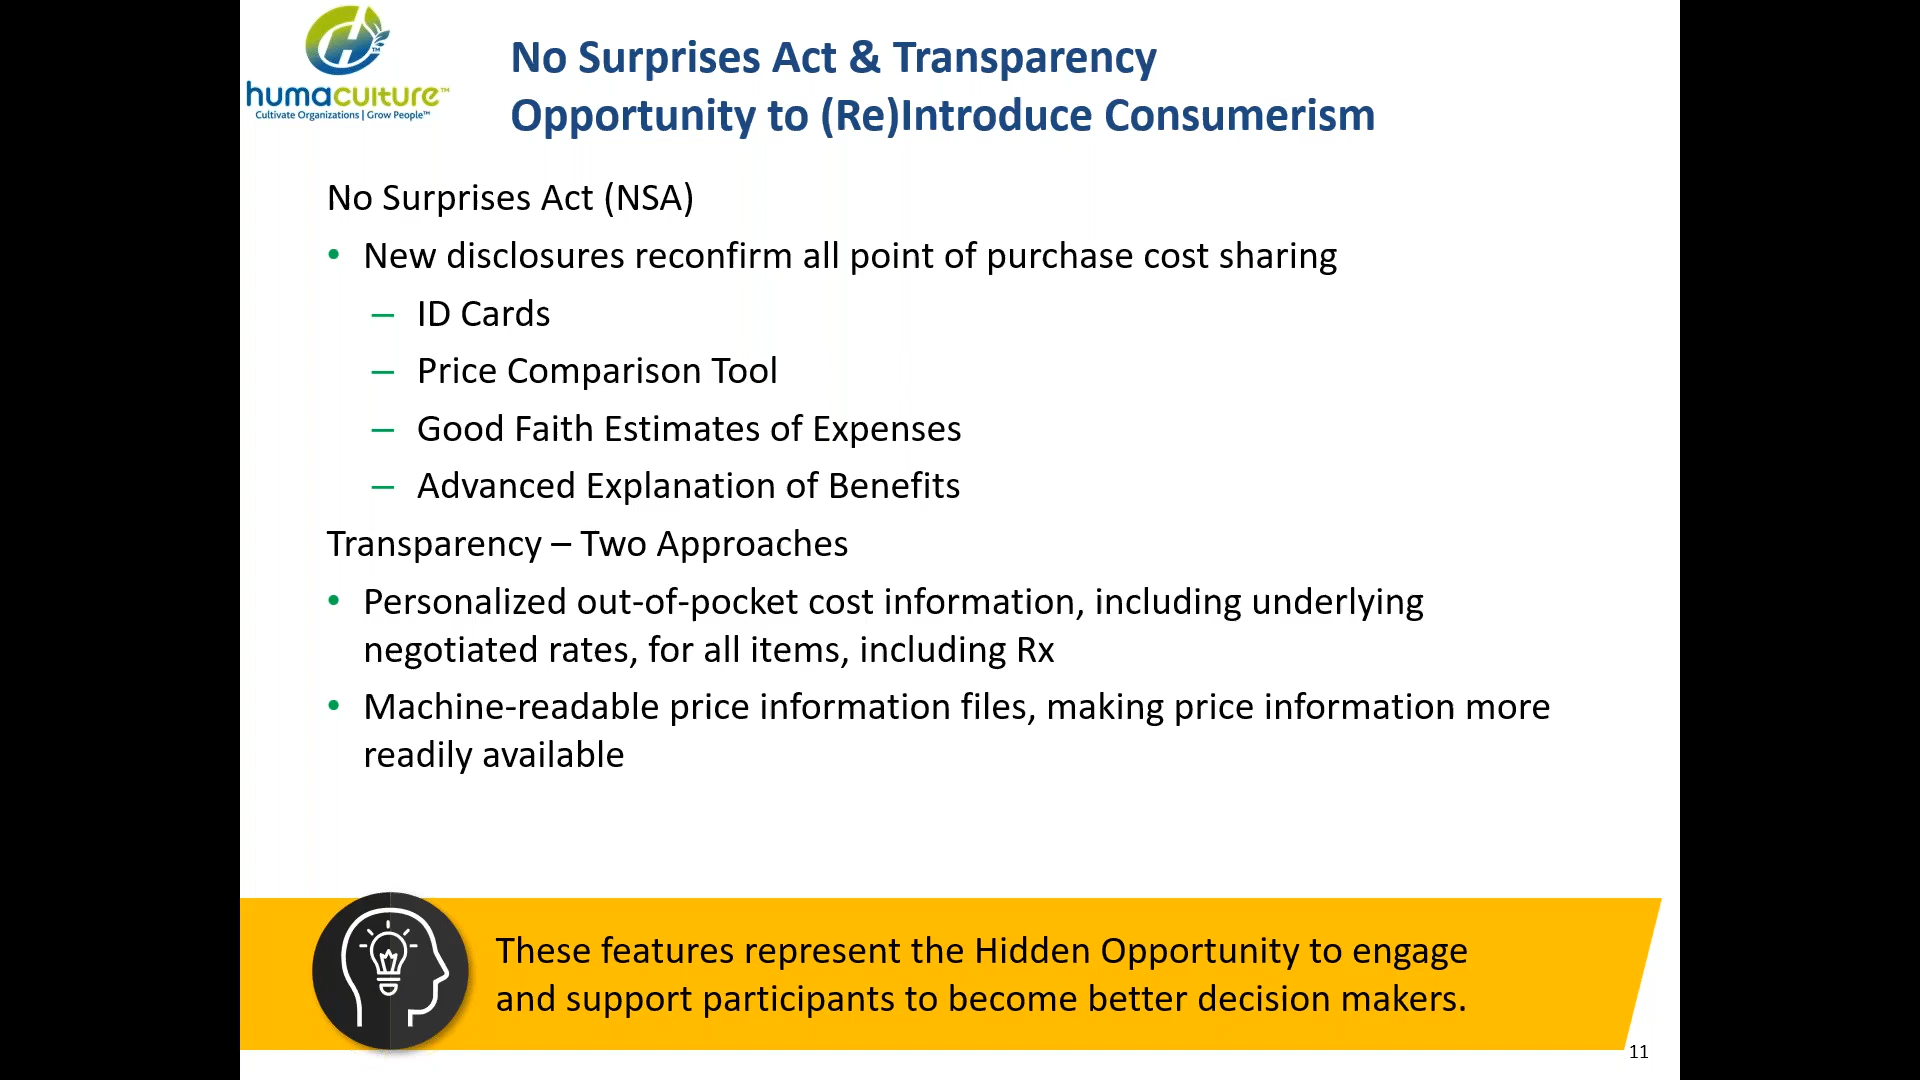 humaculture™
Cultivate Organizations | Grow People™
No Surprises Act & Transparency
Opportunity to (Re)Introduce Consumerism
No Surprises Act (NSA)
• New disclosures reconfirm all point of purchase cost sharing
– ID Cards
– Price Comparison Tool
– Good Faith Estimates of Expenses
– Advanced Explanation of Benefits
Transparency – Two Approaches
• Personalized out-of-pocket cost information, including underlying
negotiated rates, for all items, including Rx
• Machine-readable price information files, making price information more
readily available
These features represent the Hidden Opportunity to engage
and support participants to become better decision makers.
11